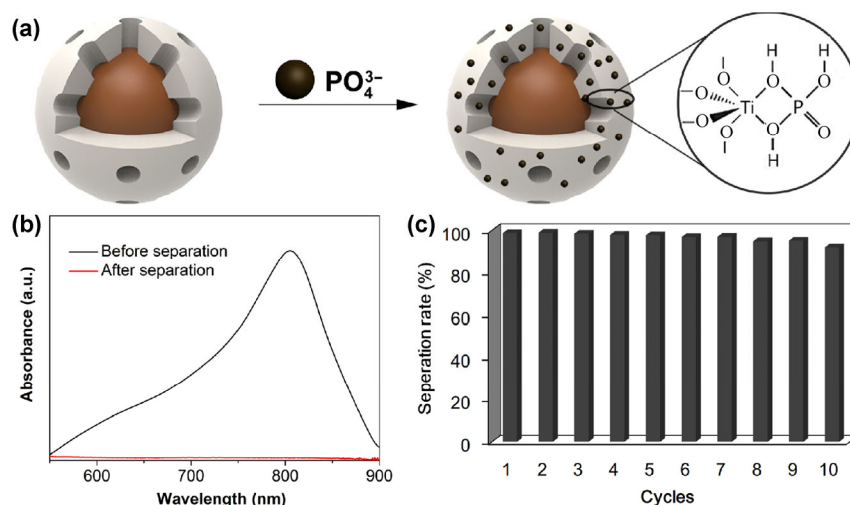 (a)
PO₄³⁻
H
H
O
O
O
O
Ti
P
O
O
O
O
H
(b)
Before separation
After separation
Absorbance (a.u.)
600
700
800
900
Wavelength (nm)
(c)
100
80
60
40
20
0
Seperation rate (%)
1 2 3 4 5 6 7 8 9 10
Cycles